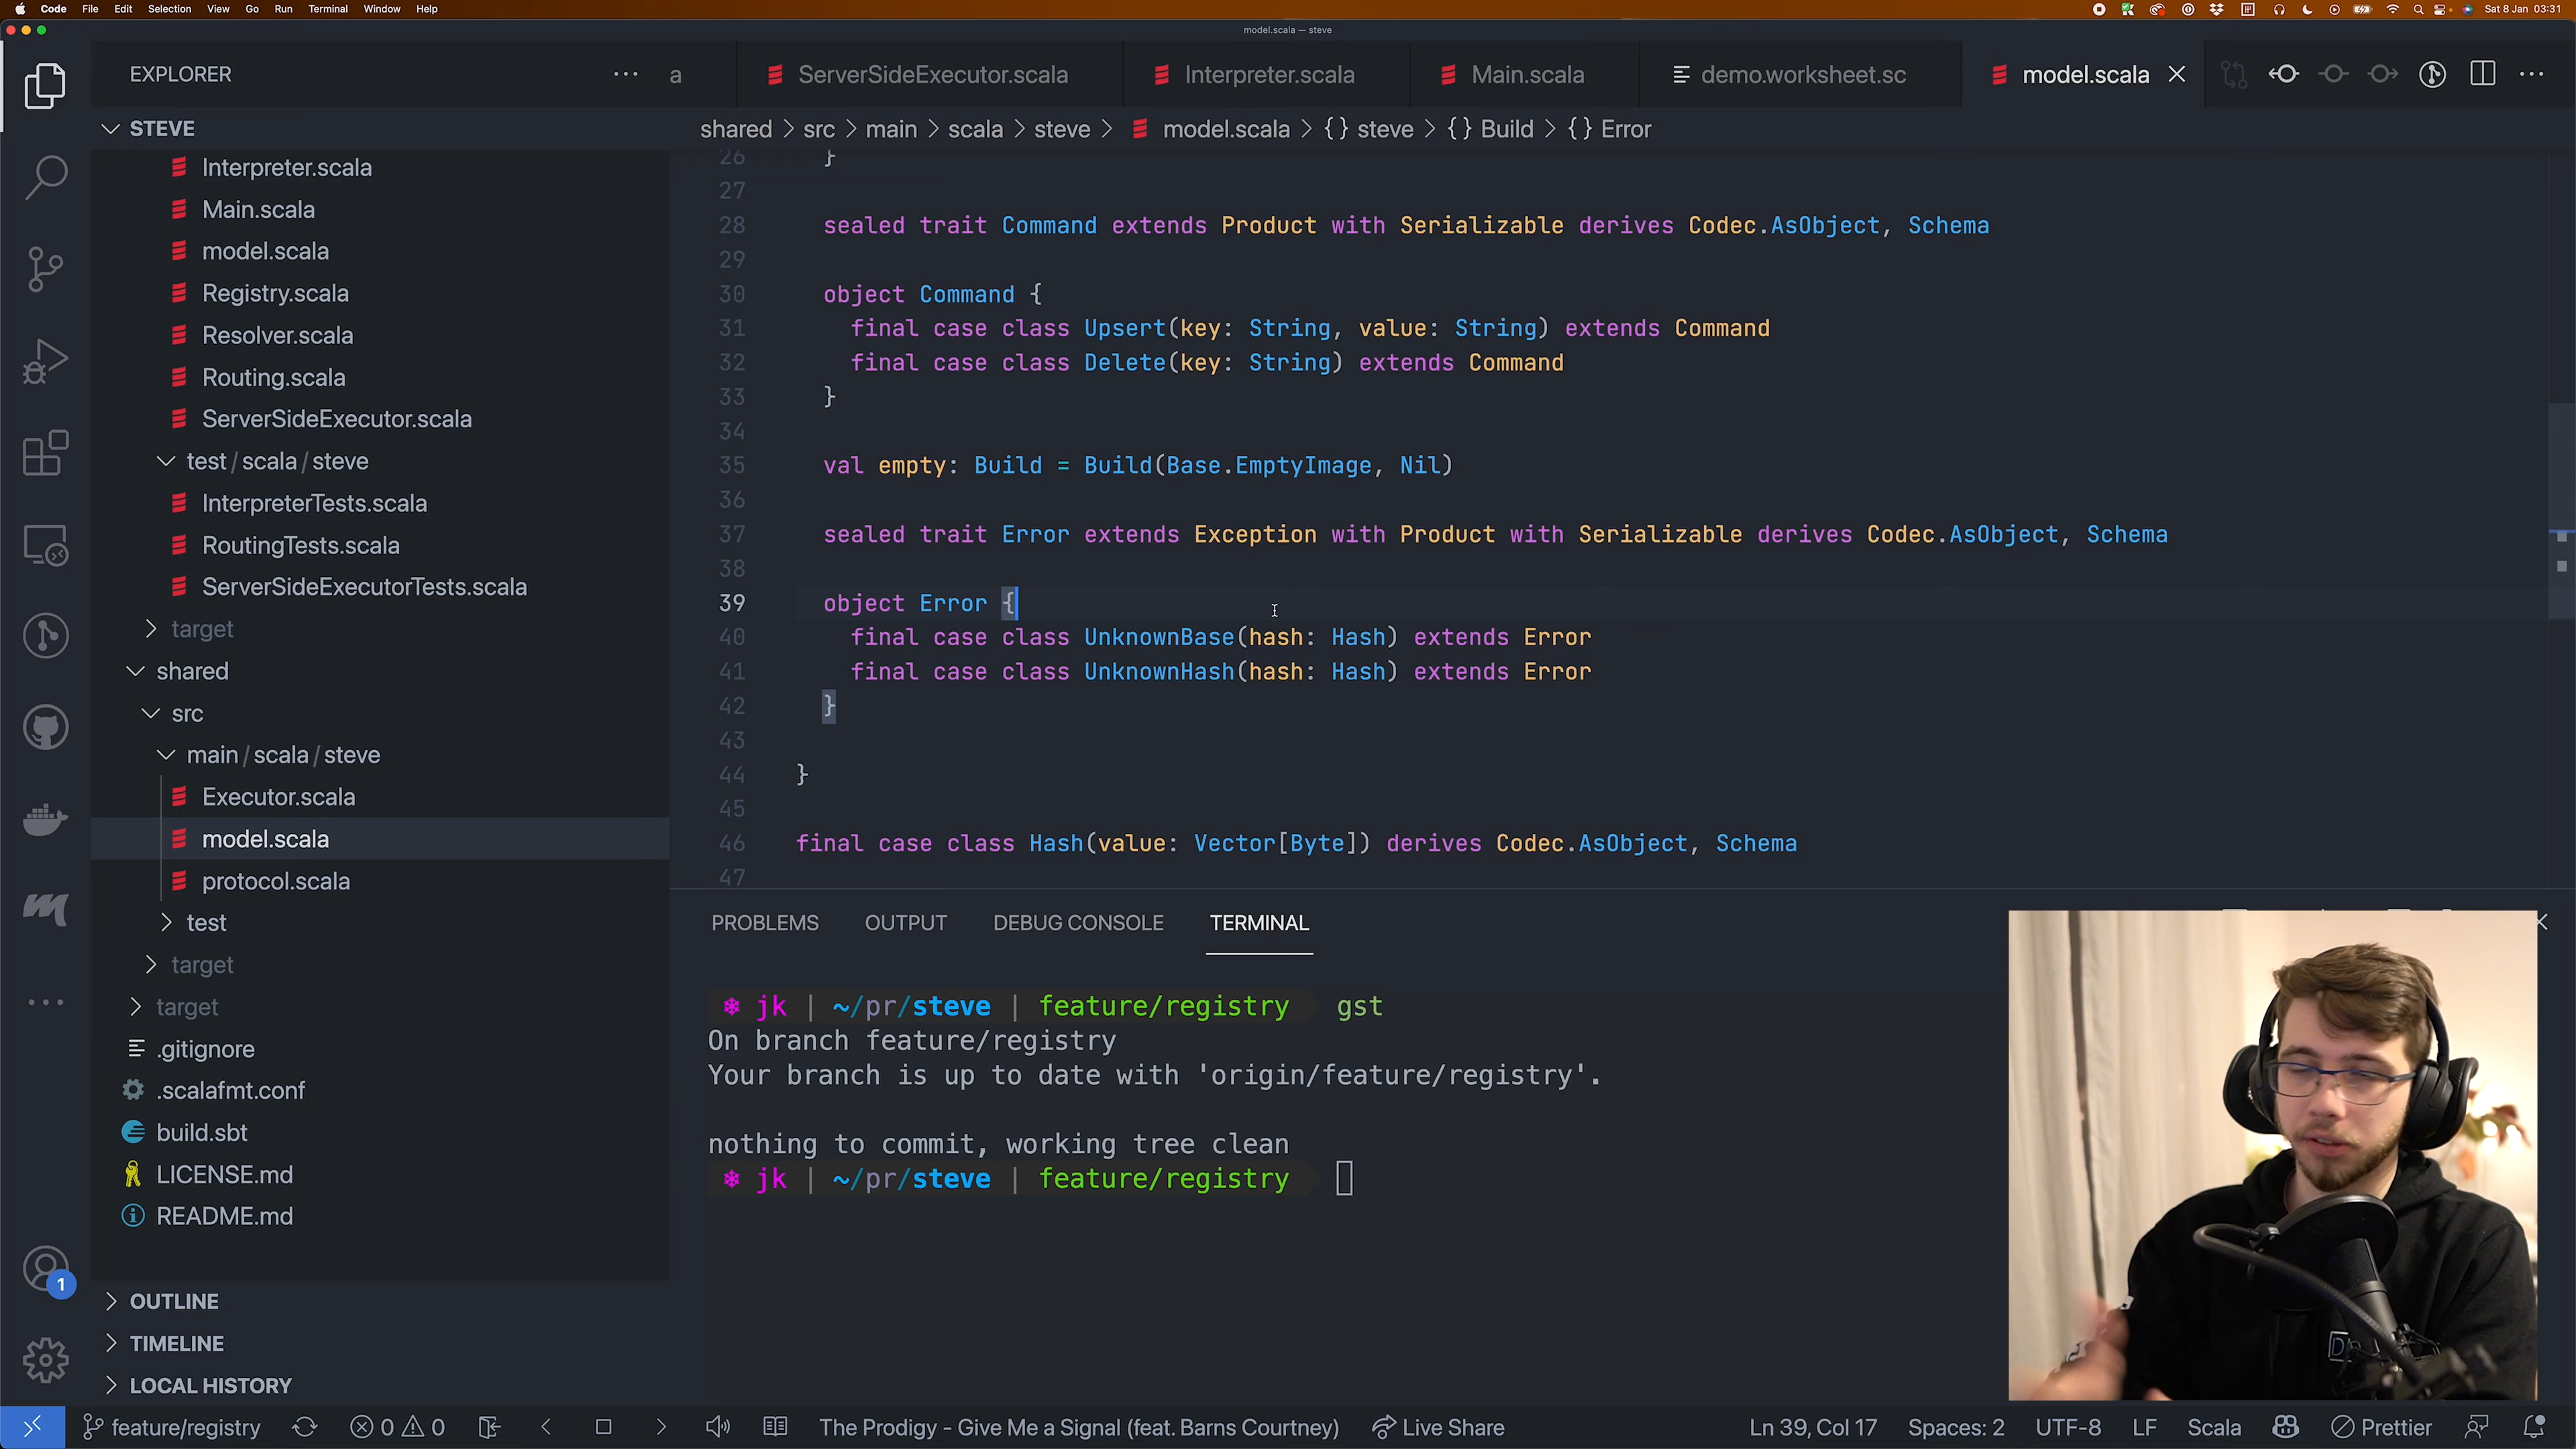 Code File Edit Selection View Go Run Terminal Window Help
Sat 8 Jan 03:31
model.scala — steve
EXPLORER
a
ServerSideExecutor.scala
Interpreter.scala
Main.scala
demo.worksheet.sc
model.scala
STEVE
Interpreter.scala
Main.scala
model.scala
Registry.scala
Resolver.scala
Routing.scala
ServerSideExecutor.scala
test/scala/steve
InterpreterTests.scala
RoutingTests.scala
ServerSideExecutorTests.scala
target
shared
src
main/scala/steve
Executor.scala
model.scala
protocol.scala
test
target
target
.gitignore
.scalafmt.conf
build.sbt
LICENSE.md
README.md
OUTLINE
TIMELINE
LOCAL HISTORY
1
shared > src > main > scala > steve > model.scala > {} steve > {} Build > {} Error
26 }
27
28 sealed trait Command extends Product with Serializable derives Codec.AsObject, Schema
29
30 object Command {
31 final case class Upsert(key: String, value: String) extends Command
32 final case class Delete(key: String) extends Command
33 }
34
35 val empty: Build = Build(Base.EmptyImage, Nil)
36
37 sealed trait Error extends Exception with Product with Serializable derives Codec.AsObject, Schema
38
39 object Error {
40 final case class UnknownBase(hash: Hash) extends Error
41 final case class UnknownHash(hash: Hash) extends Error
42 }
43
44 }
45
46 final case class Hash(value: Vector[Byte]) derives Codec.AsObject, Schema
47
PROBLEMS OUTPUT DEBUG CONSOLE TERMINAL
❄ jk | ~/pr/steve | feature/registry gst
On branch feature/registry
Your branch is up to date with 'origin/feature/registry'.
nothing to commit, working tree clean
❄ jk | ~/pr/steve | feature/registry
feature/registry
0 0
The Prodigy - Give Me a Signal (feat. Barns Courtney)
Live Share
Ln 39, Col 17
Spaces: 2
UTF-8
LF
Scala
Prettier